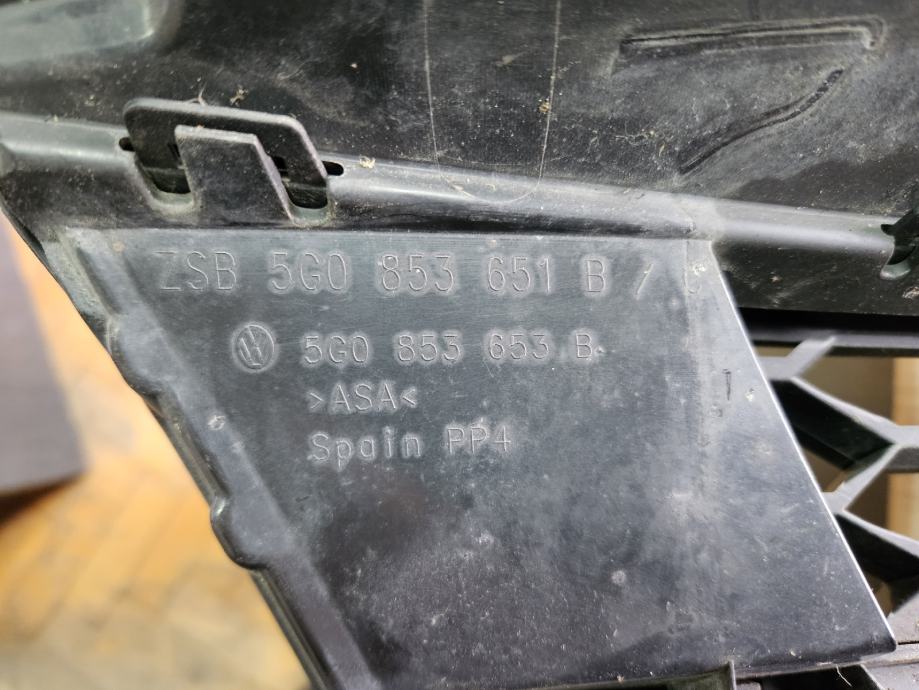 ZSB 5G0 853 651 B /
5G0 853 653 B
>ASA<
Spain PP4